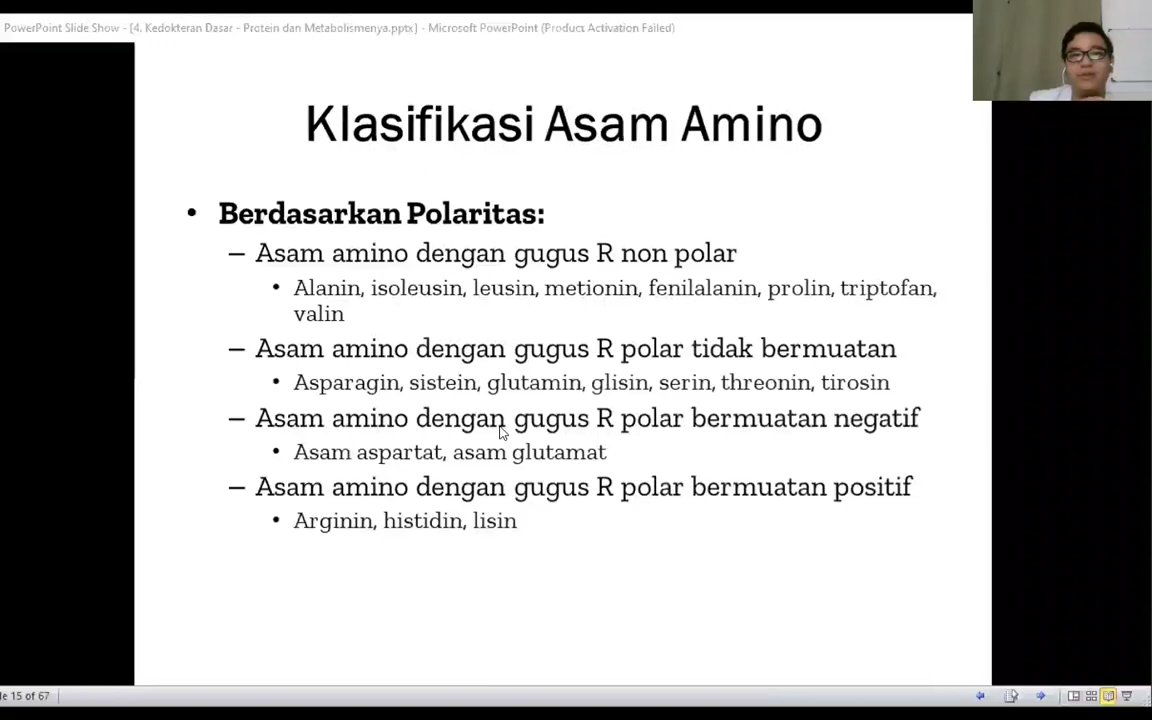 PowerPoint Slide Show - [4. Kedokteran Dasar - Protein dan Metabolismenya.pptx] - Microsoft PowerPoint (Product Activation Failed)
Klasifikasi Asam Amino
• Berdasarkan Polaritas:
– Asam amino dengan gugus R non polar
• Alanin, isoleusin, leusin, metionin, fenilalanin, prolin, triptofan,
valin
– Asam amino dengan gugus R polar tidak bermuatan
• Asparagin, sistein, glutamin, glisin, serin, threonin, tirosin
– Asam amino dengan gugus R polar bermuatan negatif
• Asam aspartat, asam glutamat
– Asam amino dengan gugus R polar bermuatan positif
• Arginin, histidin, lisin
de 15 of 67